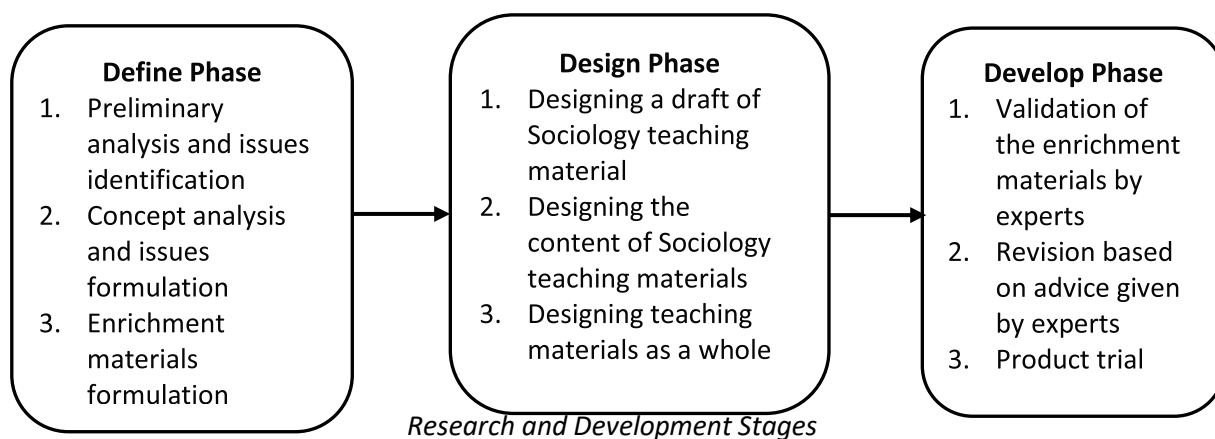 Define Phase
1. Preliminary
analysis and issues
identification
2. Concept analysis
and issues
formulation
3. Enrichment
materials
formulation
Design Phase
1. Designing a draft of
Sociology teaching
material
2. Designing the
content of Sociology
teaching materials
3. Designing teaching
materials as a whole
Develop Phase
1. Validation of
the enrichment
materials by
experts
2. Revision based
on advice given
by experts
3. Product trial
Research and Development Stages